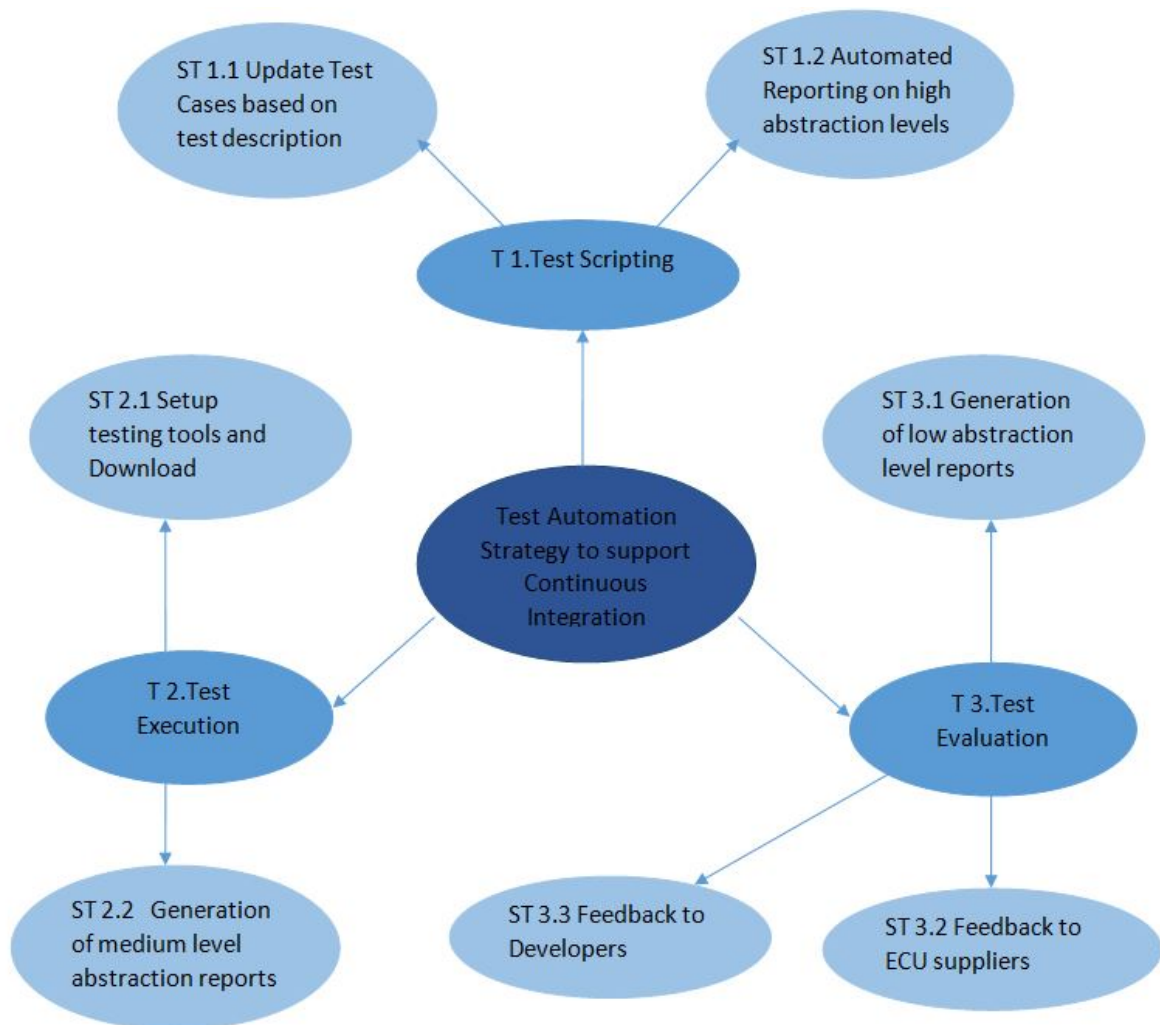 ST 1.1 Update Test
Cases based on
test description
ST 1.2 Automated
Reporting on high
abstraction levels
T 1.Test Scripting
ST 2.1 Setup
testing tools and
Download
ST 3.1 Generation
of low abstraction
level reports
Test Automation
Strategy to support
Continuous
Integration
T 2.Test
Execution
T 3.Test
Evaluation
ST 2.2 Generation
of medium level
abstraction reports
ST 3.3 Feedback to
Developers
ST 3.2 Feedback to
ECU suppliers